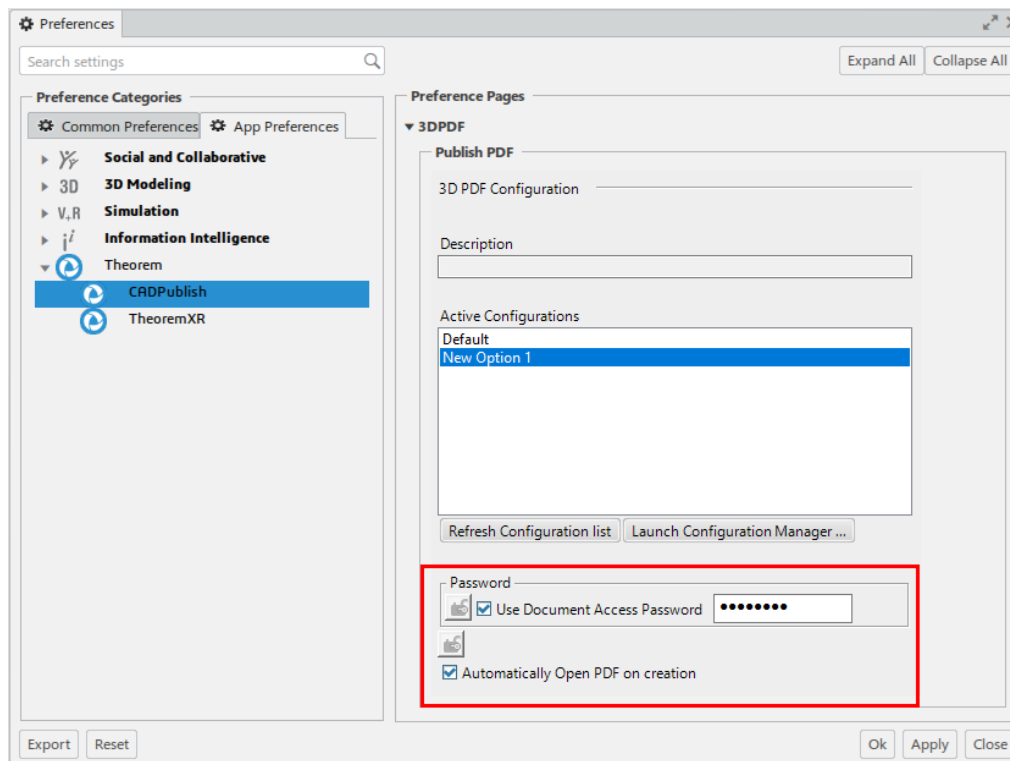 Preferences
Search settings
Expand All
Collapse All
Preference Categories
Common Preferences
App Preferences
Social and Collaborative
3D
3D Modeling
V+R
Simulation
i i
Information Intelligence
Theorem
CADPublish
TheoremXR
Preference Pages
3DPDF
Publish PDF
3D PDF Configuration
Description
Active Configurations
Default
New Option 1
Refresh Configuration list
Launch Configuration Manager ...
Password
Use Document Access Password
••••••••
Automatically Open PDF on creation
Export
Reset
Ok
Apply
Close